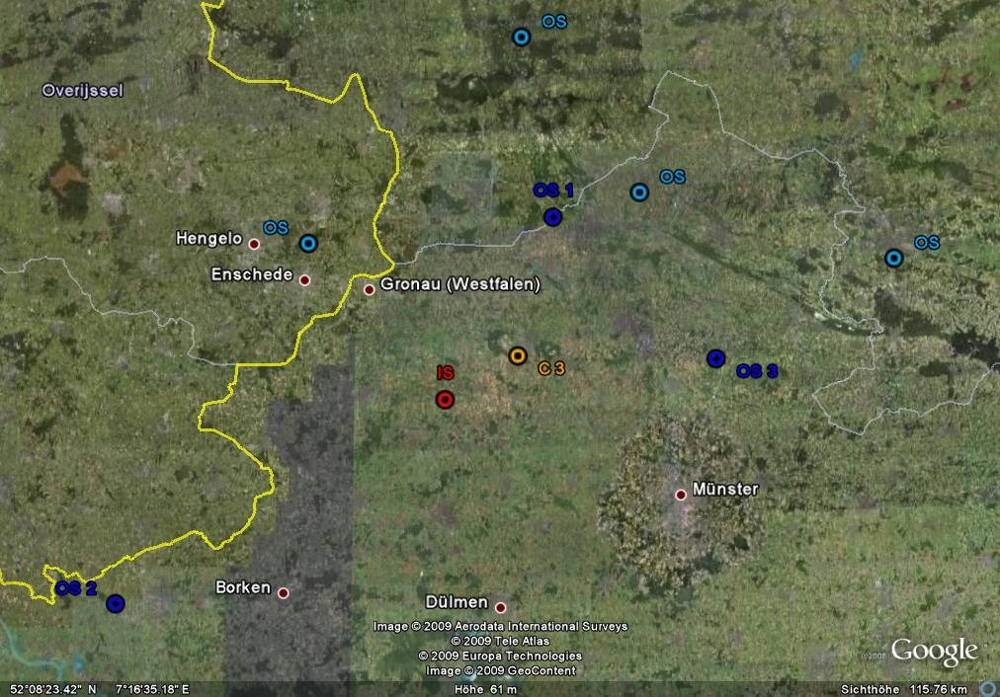 OS
Overijssel
OS
OS 1
Hengelo
OS
OS
Enschede
Gronau (Westfalen)
C 3
IS
OS 3
Münster
OS 2
Borken
Dülmen
Image © 2009 Aerodata International Surveys
© 2009 Tele Atlas
© 2009 Europa Technologies
Image © 2009 GeoContent
©2008 Google™
52°08'23.42" N 7°16'35.18" E
Höhe 61 m
Sichthöhe 115.76 km